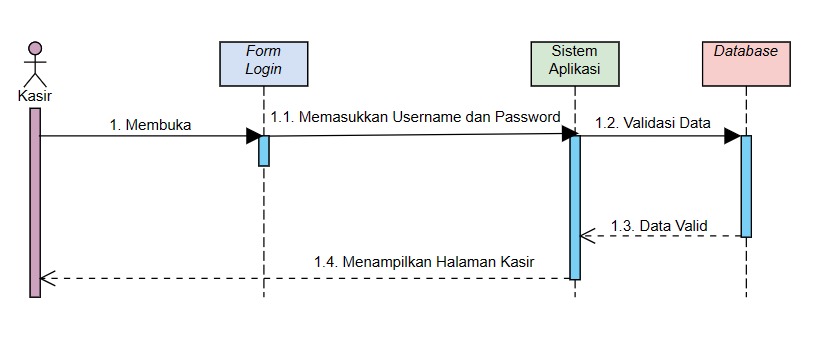 Form
Login
Sistem
Aplikasi
Database
Kasir
1. Membuka
1.1. Memasukkan Username dan Password
1.2. Validasi Data
1.3. Data Valid
1.4. Menampilkan Halaman Kasir